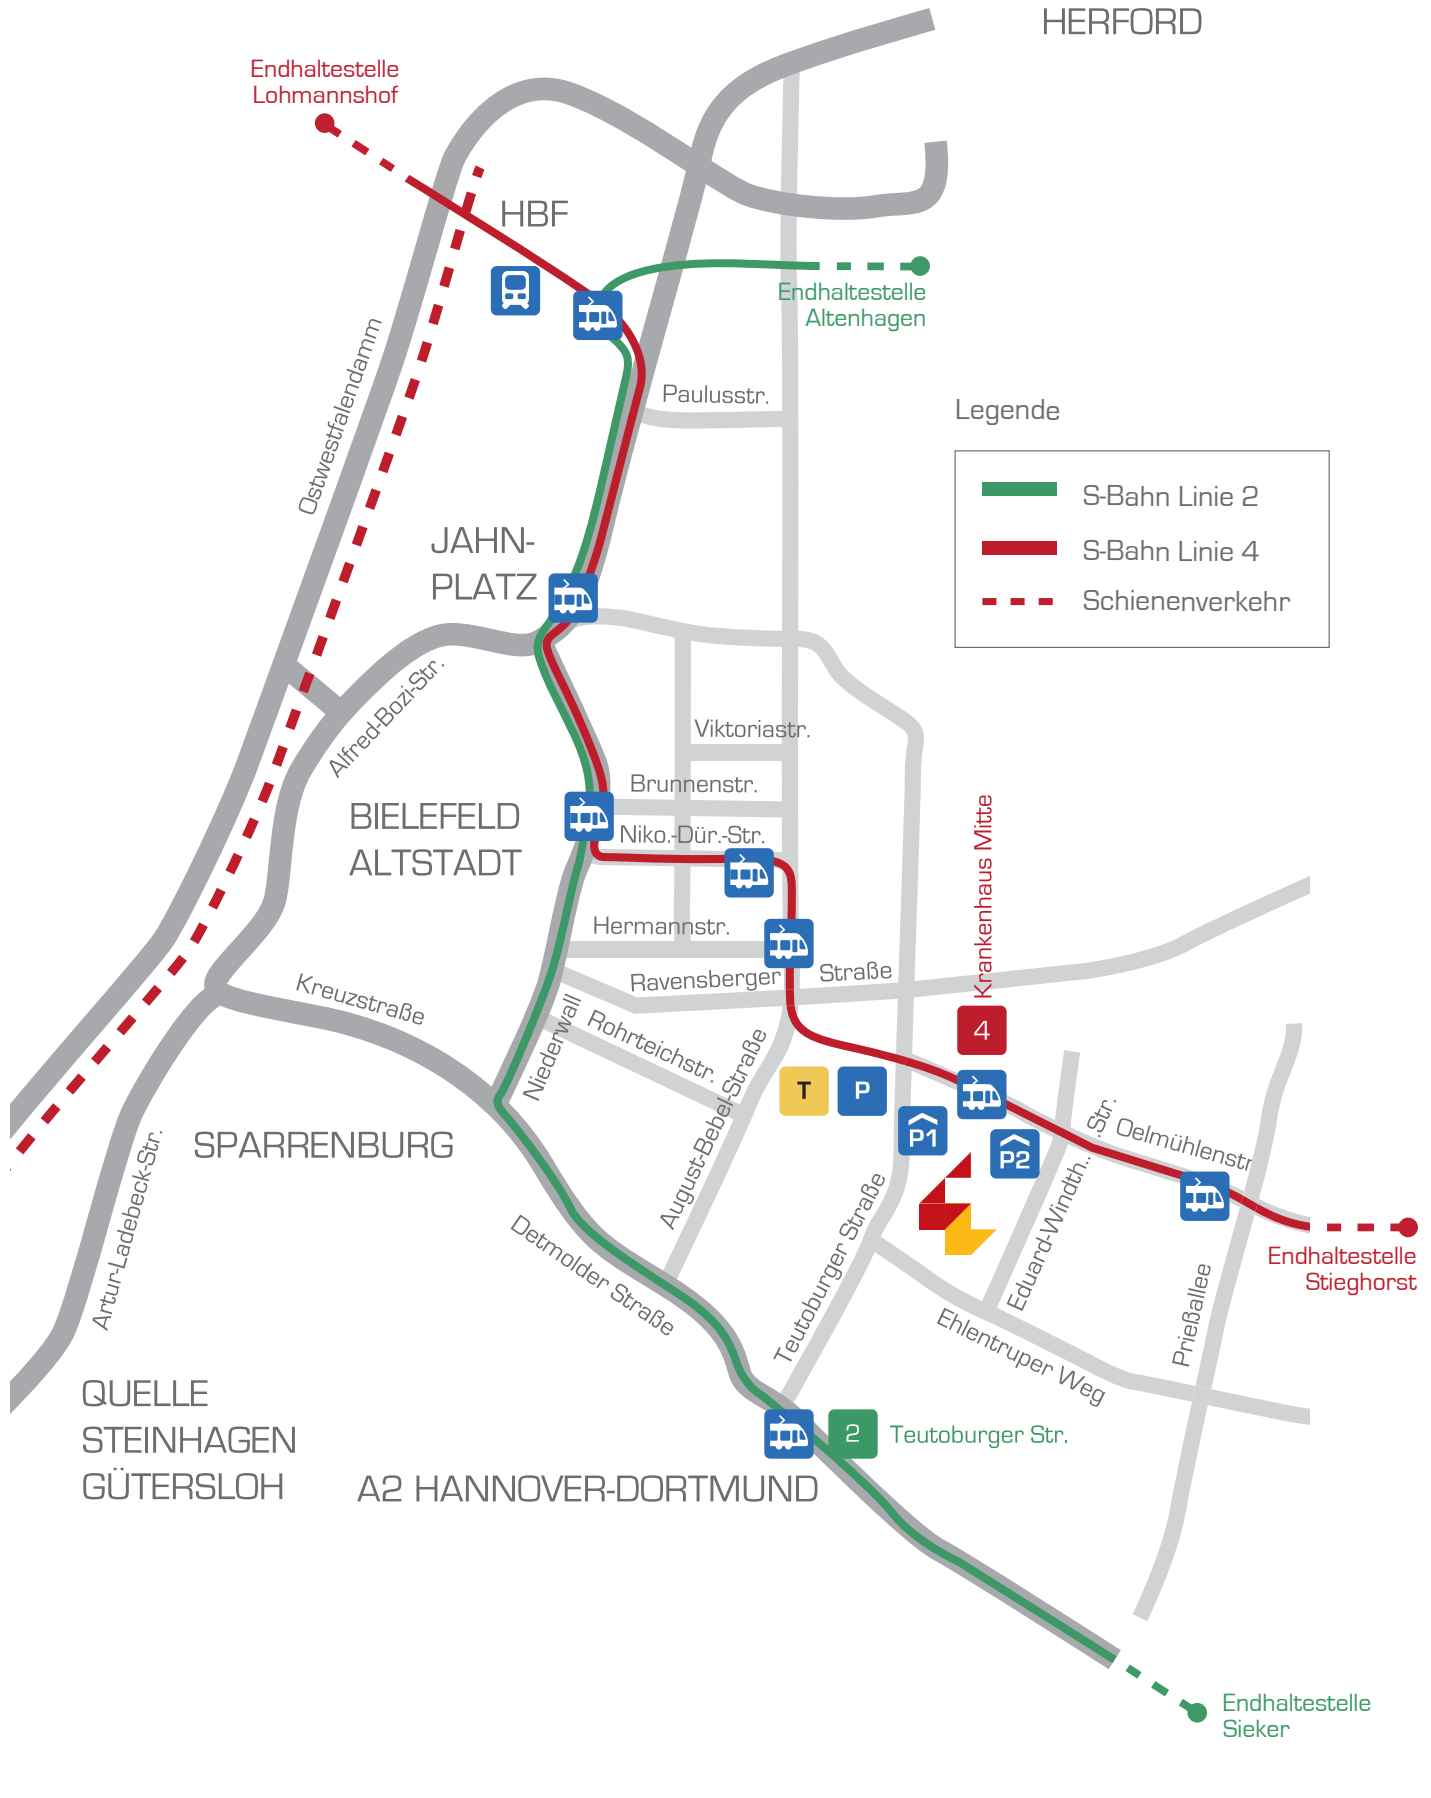 HERFORD
Endhaltestelle
Lohmannshof
HBF
Endhaltestelle
Altenhagen
Ostwestfalendamm
Paulusstr.
Legende
S-Bahn Linie 2
S-Bahn Linie 4
Schienenverkehr
JAHN-
PLATZ
Alfred-Bozi-Str.
Viktoriastr.
Brunnenstr.
BIELEFELD
ALTSTADT
Niko.-Dür.-Str.
Krankenhaus Mitte
Hermannstr.
Ravensberger Straße
Kreuzstraße
Niederwall
Rohrteichstr.
August-Bebel-Straße
4
T
P
P1
P2
Eduard-Windth.. .Str.
Oelmühlenstr
SPARRENBURG
Artur-Ladebeck-Str.
Detmolder Straße
Teutoburger Straße
Endhaltestelle
Stieghorst
Prießallee
Ehlentruper Weg
QUELLE
STEINHAGEN
GÜTERSLOH
2
Teutoburger Str.
A2 HANNOVER-DORTMUND
Endhaltestelle
Sieker